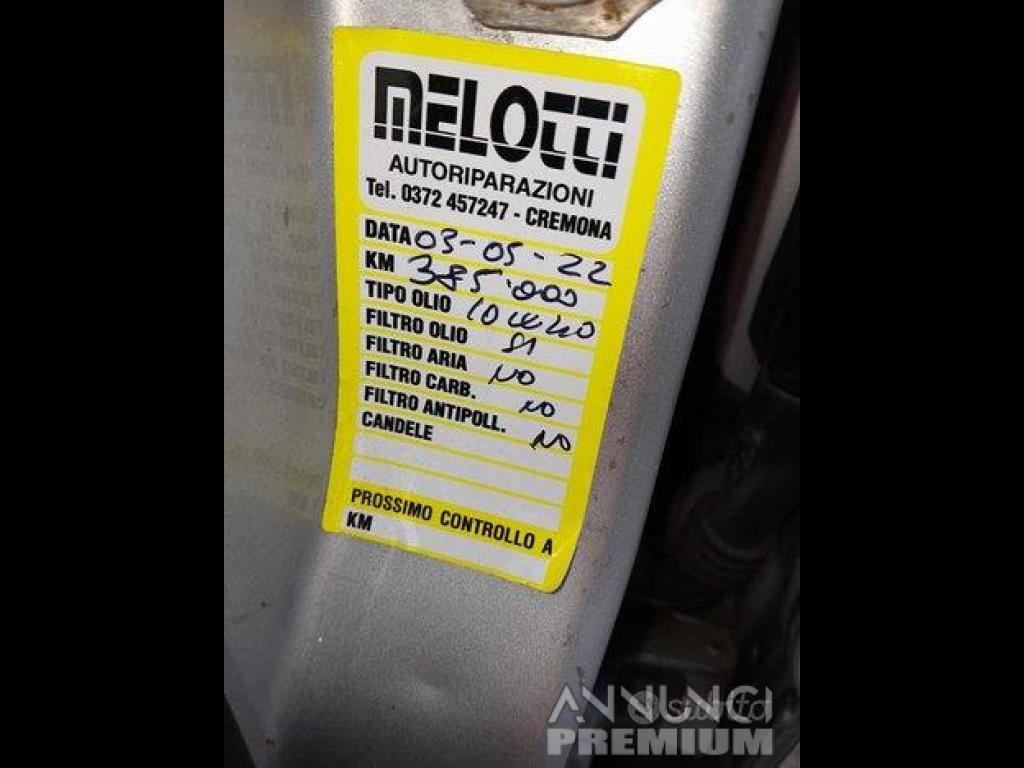 MELOTTI
AUTORIPARAZIONI
Tel. 0372 457247 - CREMONA
DATA 03-05-22
KM 385.000
TIPO OLIO 10W40
FILTRO OLIO SI
FILTRO ARIA NO
FILTRO CARB. NO
FILTRO ANTIPOLL. NO
CANDELE
PROSSIMO CONTROLLO A
KM
ANNUNCI
PREMIUM